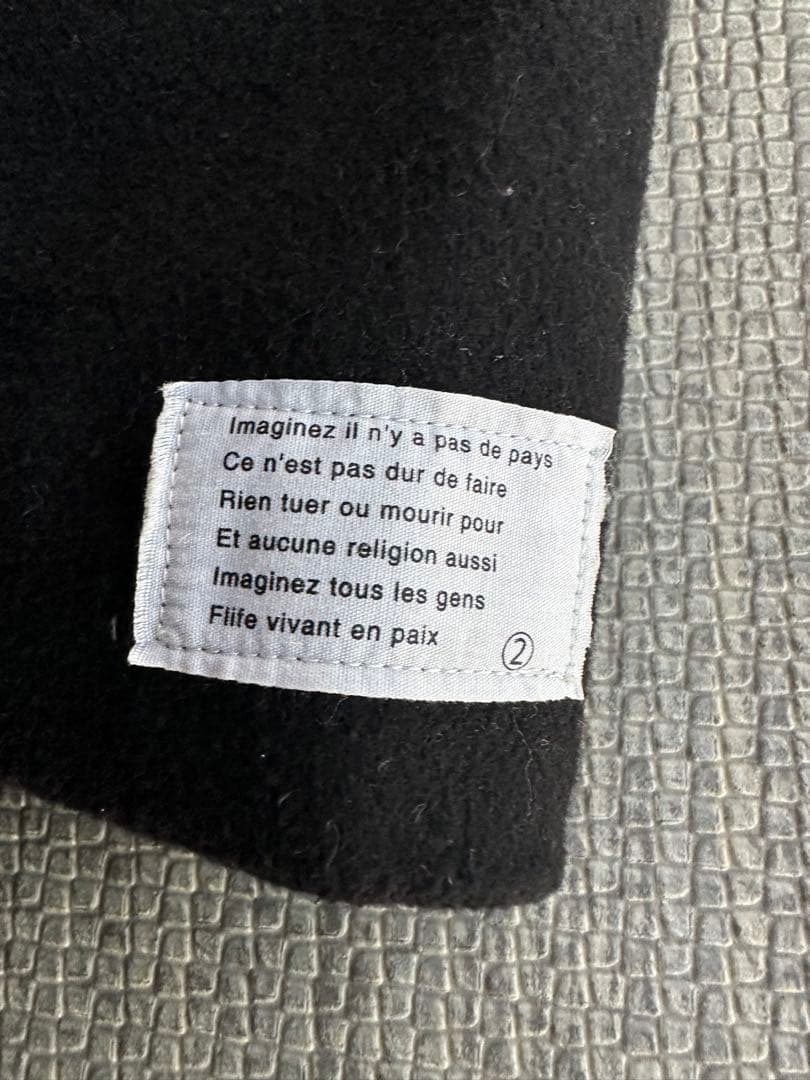 Imaginez il n'y a pas de pays
Ce n'est pas dur de faire
Rien tuer ou mourir pour
Et aucune religion aussi
Imaginez tous les gens
Flife vivant en paix
②